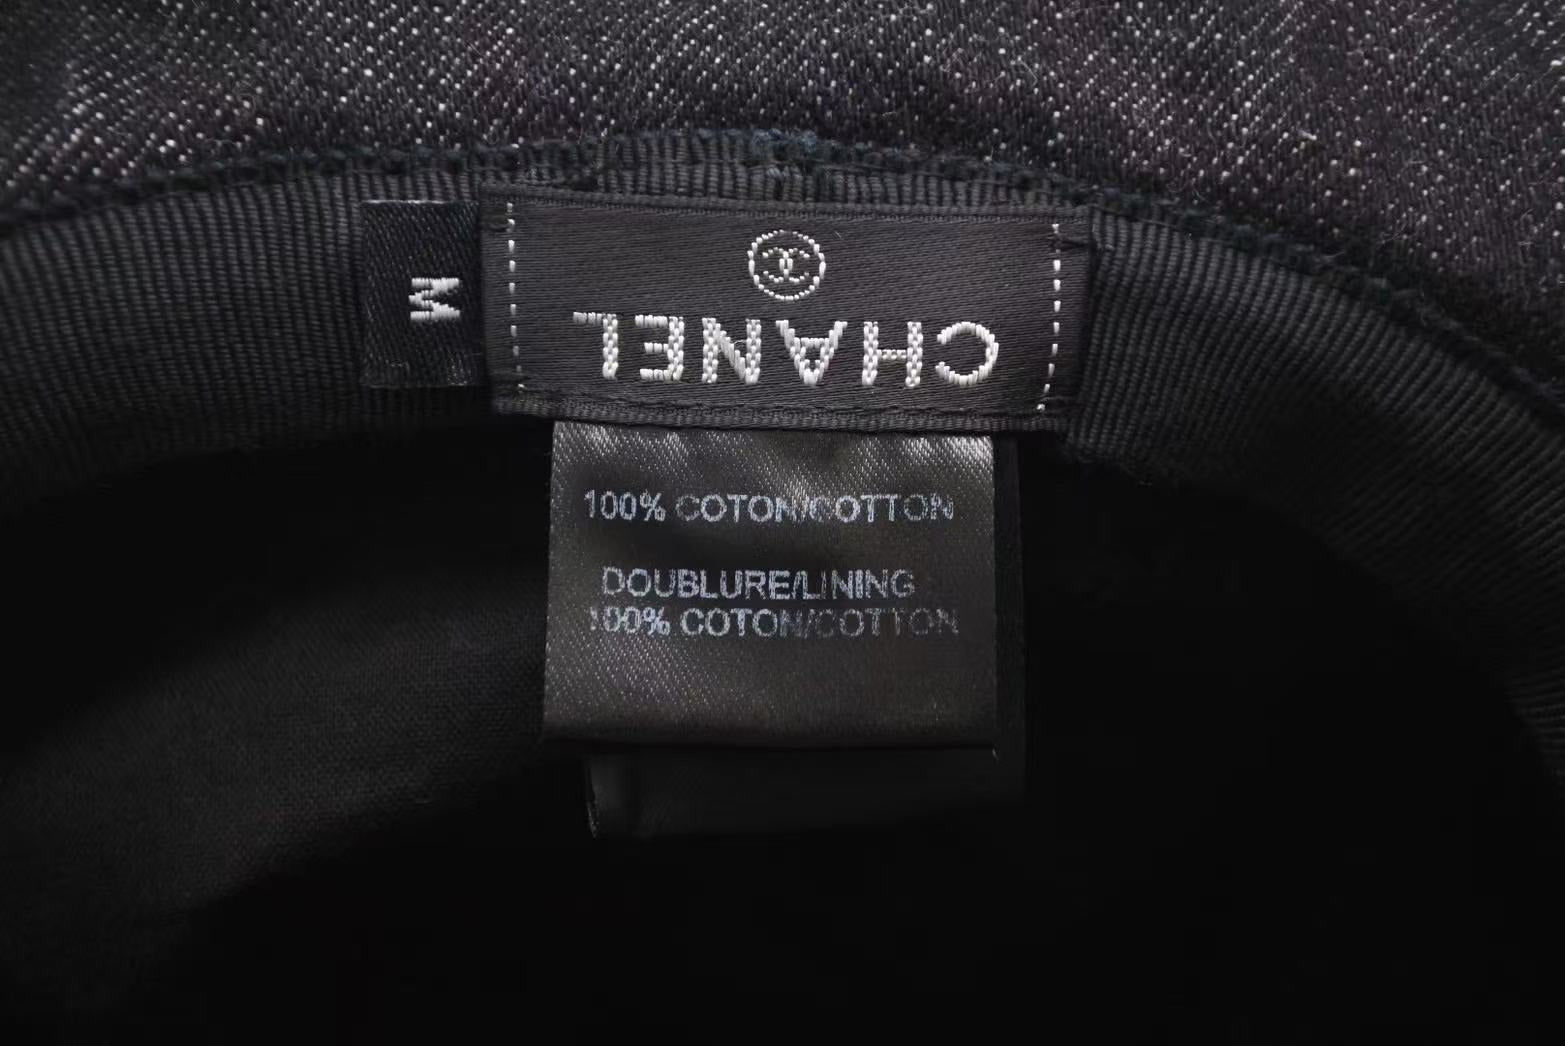 M
CHANEL
100% COTON/COTTON
DOUBLURE/LINING
100% COTON/COTTON